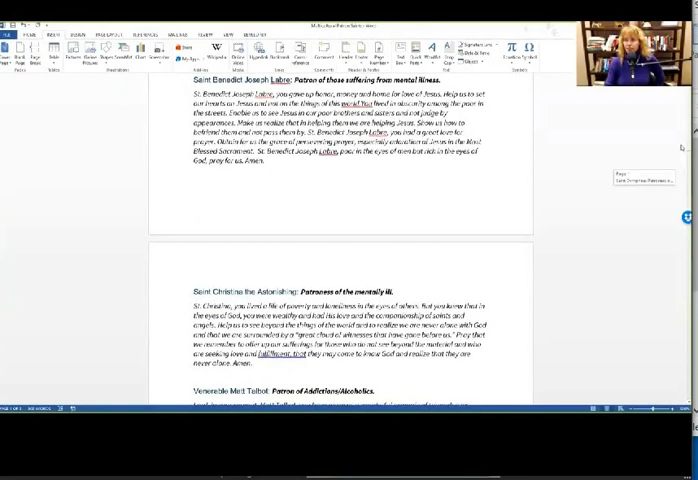 FILE HOME INSERT DESIGN PAGE LAYOUT REFERENCES MAILINGS REVIEW VIEW
Saint Benedict Joseph Labre: Patron of those suffering from mental illness.
St. Benedict Joseph Labre, you gave up honor, money and home for love of Jesus. Help us to set
our hearts on Jesus and not on the things of this world. You lived in obscurity among the poor in
the streets. Enable us to see Jesus in our poor brothers and sisters and not judge by
appearances. Make us realize that in helping them we are helping Jesus. Show us how to
befriend them and not pass them by. St. Benedict Joseph Labre, you had a great love for
prayer. Obtain for us the grace of persevering prayer, especially adoration of Jesus in the Most
Blessed Sacrament. St. Benedict Joseph Labre, poor in the eyes of men but rich in the eyes of
God, pray for us. Amen.
Saint Christina the Astonishing: Patroness of the mentally ill.
St. Christina, you lived a life of poverty and loneliness in the eyes of others. But you knew that in
the eyes of God, you were wealthy and had His love and the companionship of saints and
angels. Help us to see beyond the things of the world and to realize we are never alone with God
and that we are surrounded by a "great cloud of witnesses that have gone before us." Pray that
we remember to offer up our sufferings for those who do not see beyond the material and who
are seeking love and fulfillment, that they may come to know God and realize that they are
never alone. Amen.
Venerable Matt Talbot: Patron of Addictions/Alcoholics.